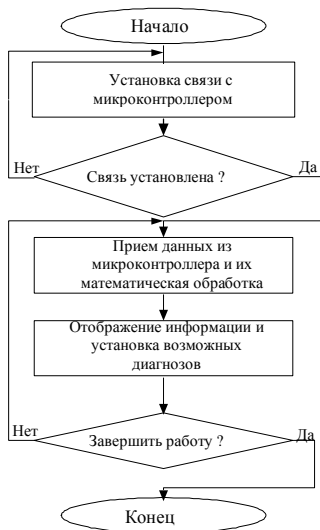 Начало
Установка связи с
микроконтроллером
Нет
Да
Связь установлена ?
Прием данных из
микроконтроллера и их
математическая обработка
Отображение информации и
установка возможных
диагнозов
Нет
Да
Завершить работу ?
Конец